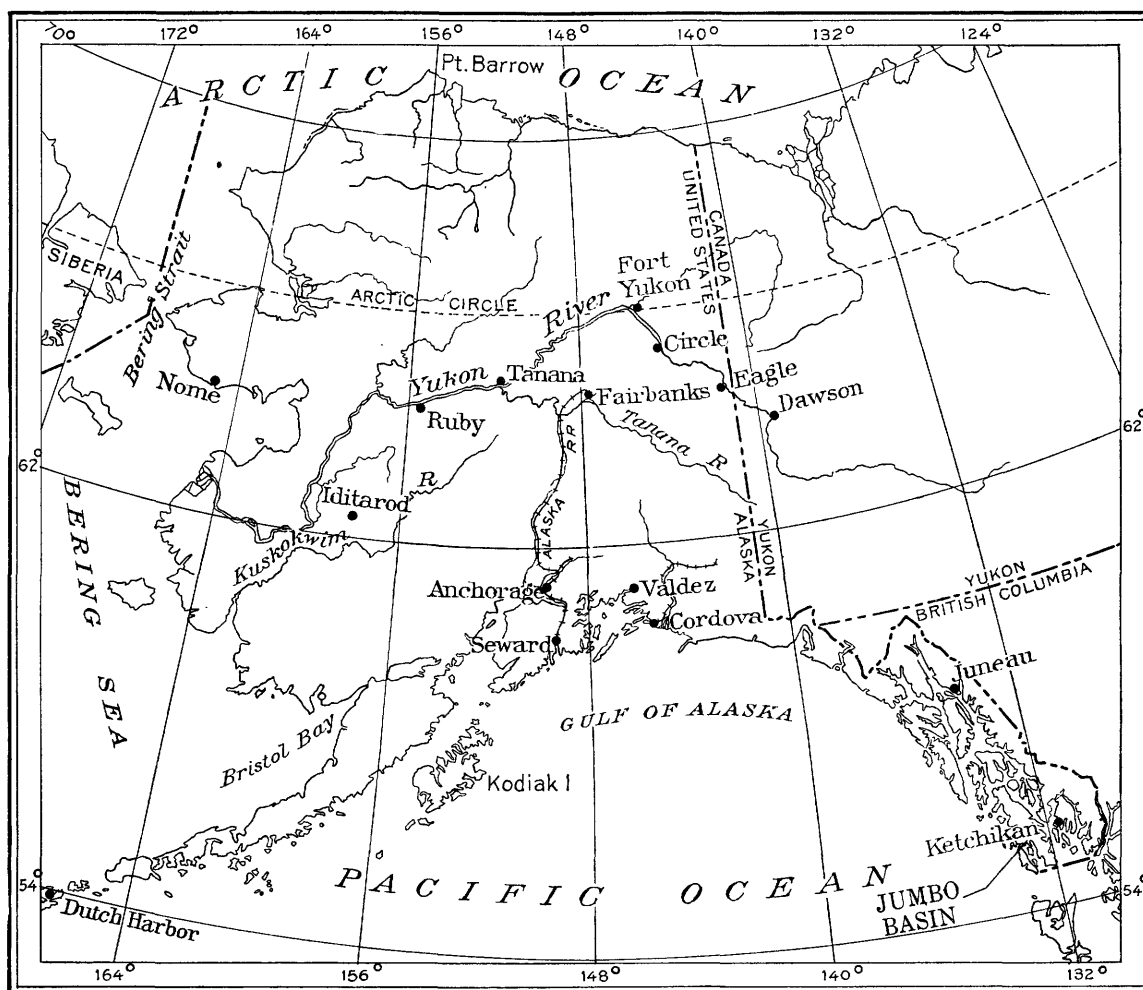 70°
172°
164°
156°
148°
140°
132°
124°
Pt. Barrow
ARCTIC OCEAN
SIBERIA
Bering Strait
ARCTIC CIRCLE
UNITED STATES
CANADA
Fort
Yukon
River
Circle
Nome
Yukon
Tanana
Ruby
Fairbanks
Eagle
Dawson
Tanana R
62°
62°
RR
ALASKA
Iditarod
Kuskokwim R
BERING SEA
ALASKA
YUKON
YUKON
BRITISH COLUMBIA
Anchorage
Valdez
Cordova
Seward
Juneau
GULF OF ALASKA
Bristol Bay
Kodiak I
Ketchikan
PACIFIC OCEAN
JUMBO
BASIN
54°
54°
Dutch Harbor
164°
156°
148°
140°
132°